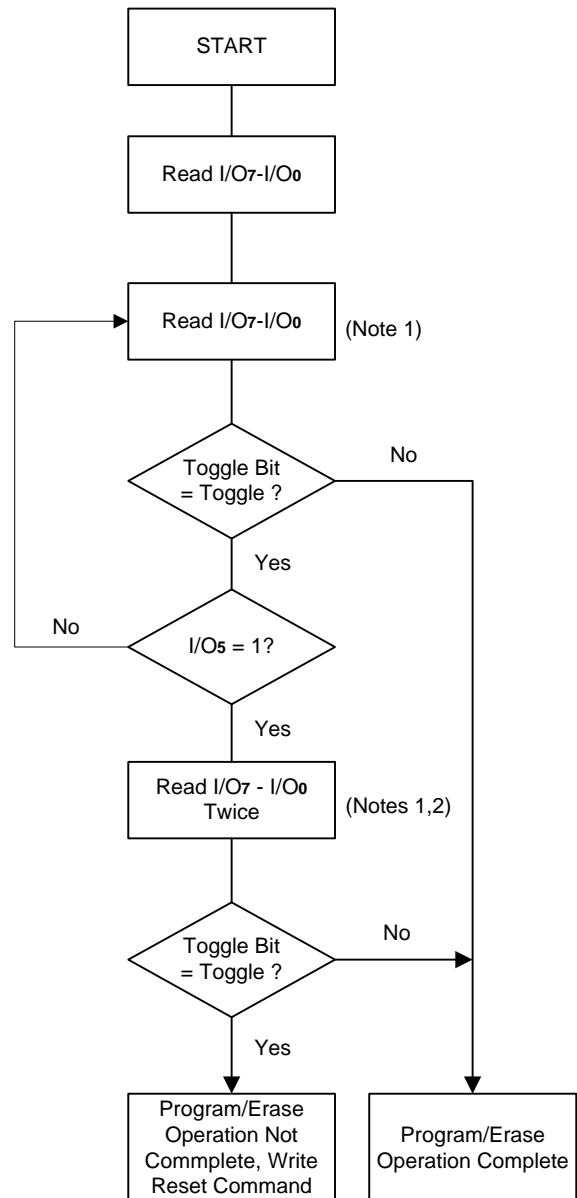 START
Read I/O7-I/O0
Read I/O7-I/O0
(Note 1)
Toggle Bit
= Toggle ?
No
Yes
No
I/O5 = 1?
Yes
Read I/O7 - I/O0
Twice
(Notes 1,2)
Toggle Bit
= Toggle ?
No
Yes
Program/Erase
Operation Not
Commplete, Write
Reset Command
Program/Erase
Operation Complete